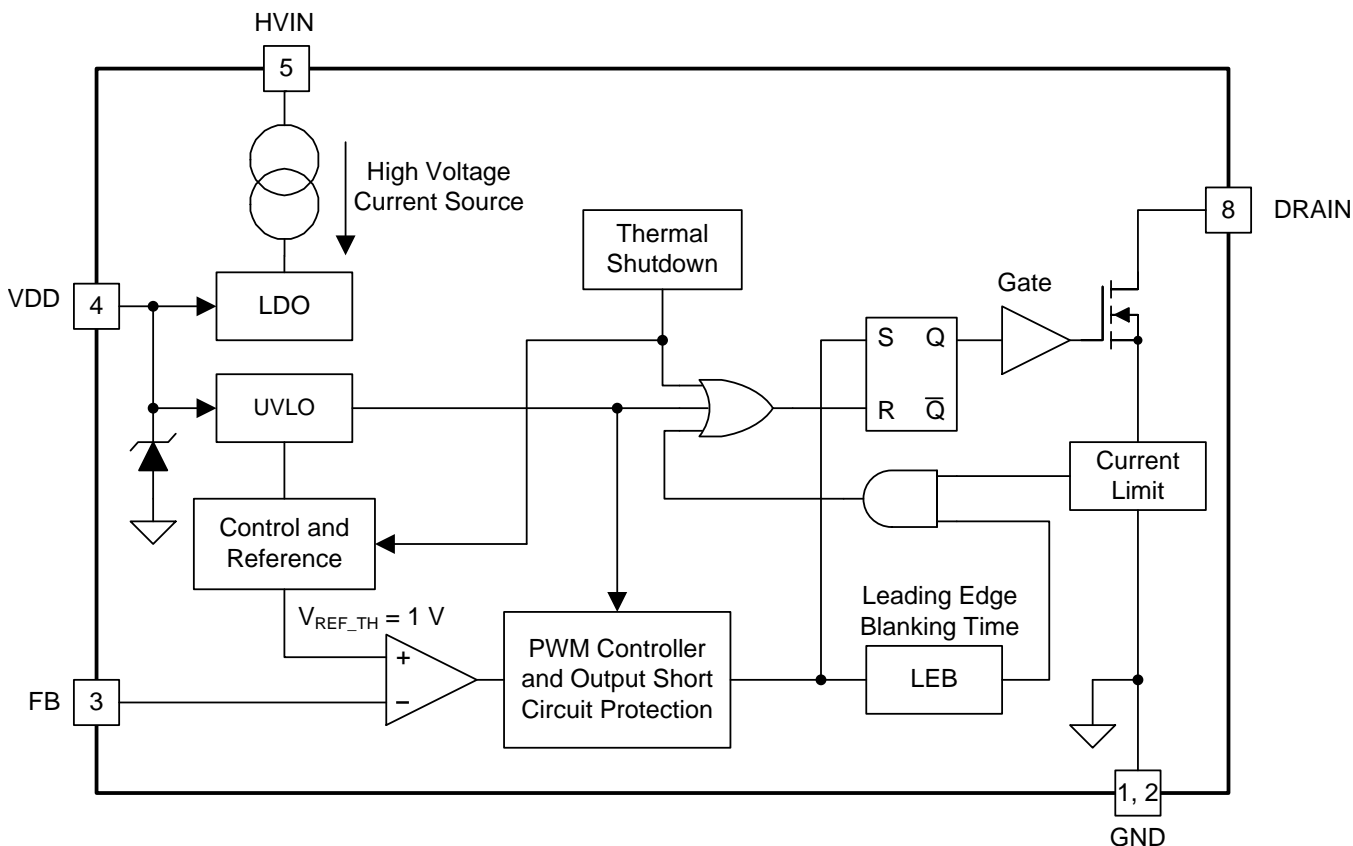 HVIN
5
High Voltage
Current Source
8
DRAIN
Thermal
Shutdown
VDD
4
LDO
Gate
S
Q
R
Q̅
UVLO
Current
Limit
Control and
Reference
V_REF_TH = 1 V
+
−
PWM Controller
and Output Short
Circuit Protection
Leading Edge
Blanking Time
LEB
FB
3
1, 2
GND